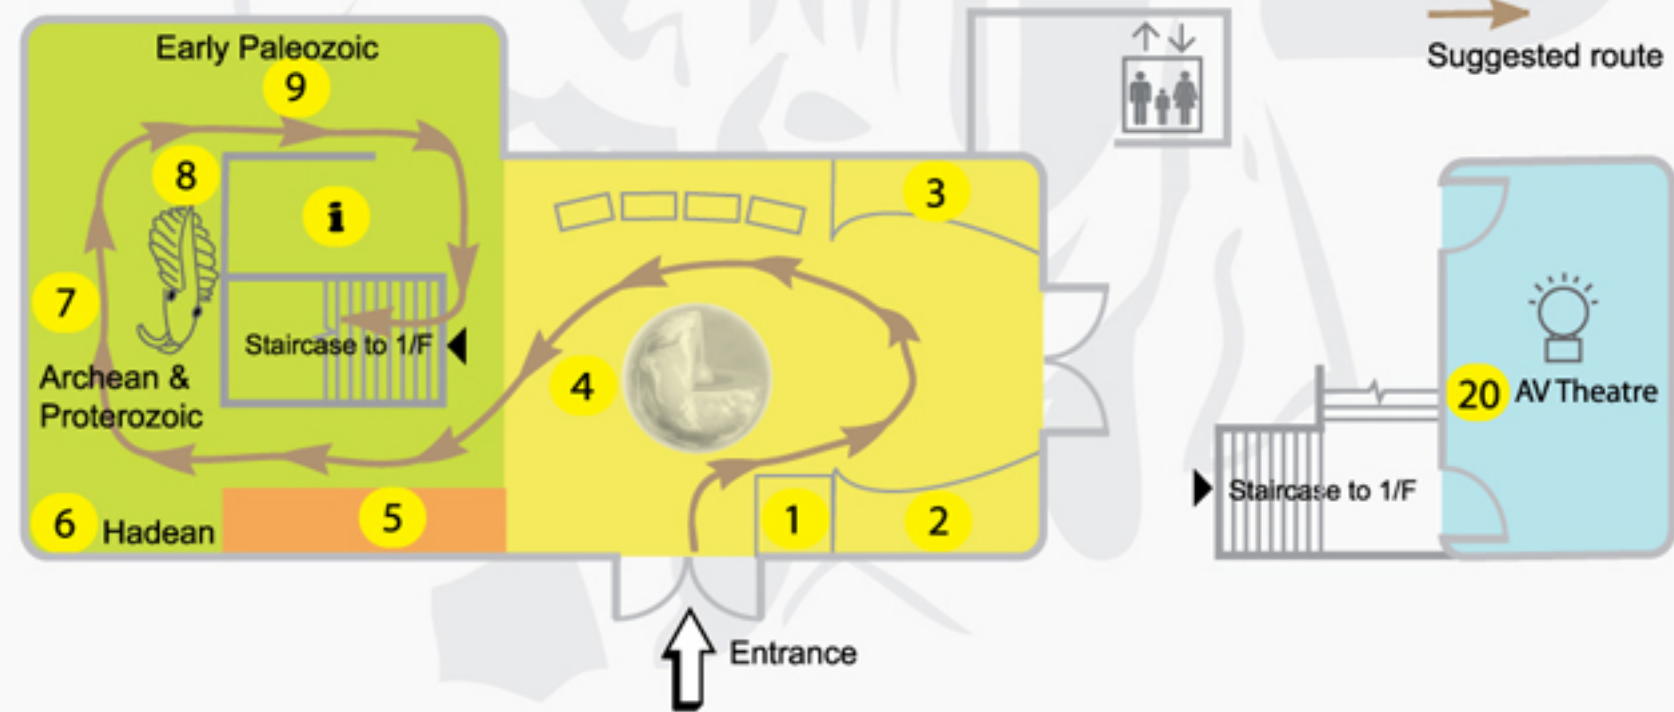 Early Paleozoic
9
Suggested route
8
3
i
7
Staircase to 1/F
4
Archean &
Proterozoic
20 AV Theatre
Staircase to 1/F
6 Hadean
5
1
2
Entrance